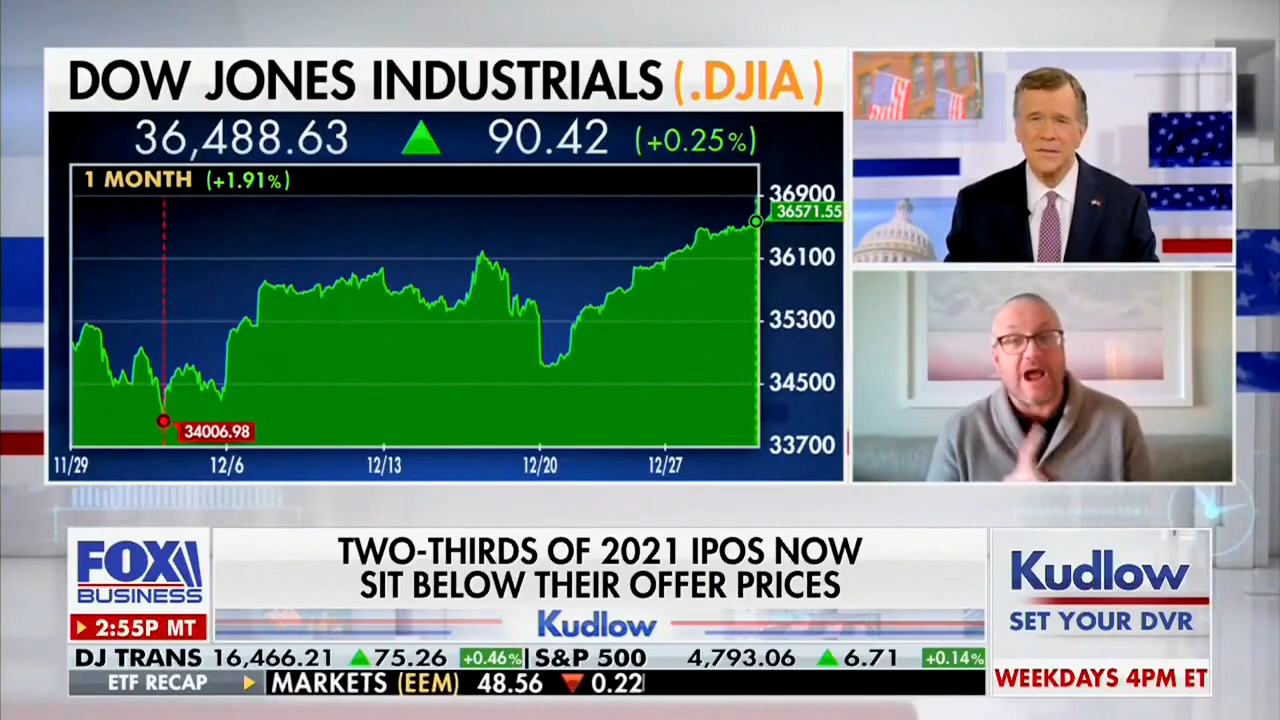 DOW JONES INDUSTRIALS (.DJIA)
36,488.63 ▲ 90.42 (+0.25%)
1 MONTH (+1.91%)
36900
36571.55
36100
35300
34500
34006.98
33700
11/29 12/6 12/13 12/20 12/27
FOX BUSINESS
2:55P MT
TWO-THIRDS OF 2021 IPOS NOW
SIT BELOW THEIR OFFER PRICES
Kudlow
Kudlow
SET YOUR DVR
WEEKDAYS 4PM ET
DJ TRANS 16,466.21 ▲ 75.26 +0.46% | S&P 500 4,793.06 ▲ 6.71 +0.14%
ETF RECAP MARKETS (EEM) 48.56 ▼ 0.22